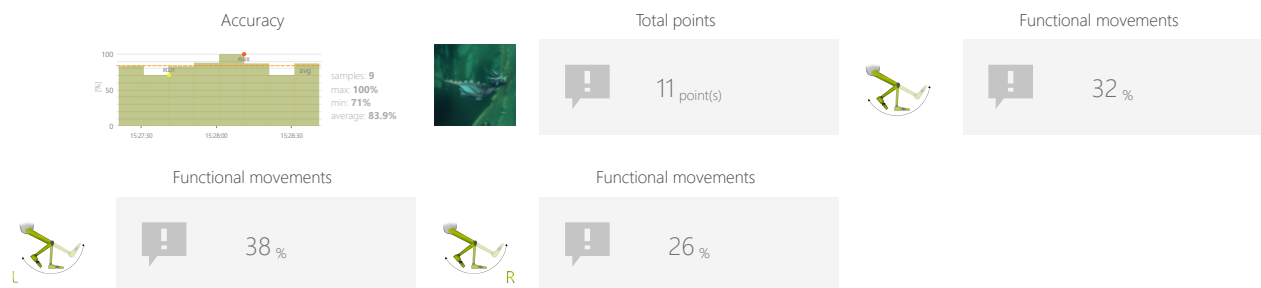 Accuracy
Total points
Functional movements
100
max
min
avg
[%]
50
0
15:27:30
15:28:00
15:28:30
samples: 9
max: 100%
min: 71%
average: 83.9%
11 point(s)
32 %
Functional movements
Functional movements
L
38 %
R
26 %